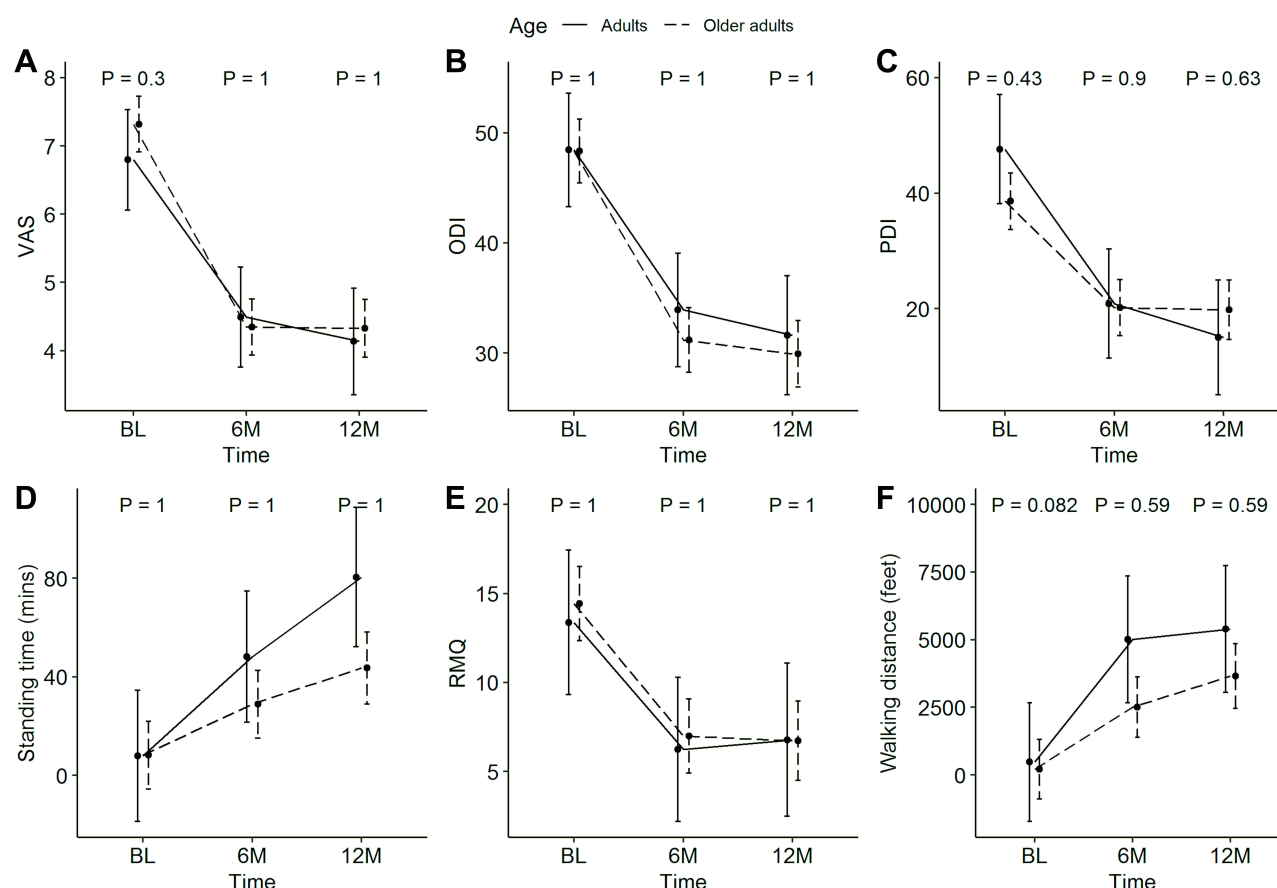 Age Adults Older adults
A
P = 0.3 P = 1 P = 1
8
7
6
5
4
VAS
BL 6M 12M
Time
B
P = 1 P = 1 P = 1
50
40
30
ODI
BL 6M 12M
Time
C
P = 0.43 P = 0.9 P = 0.63
60
40
20
PDI
BL 6M 12M
Time
D
P = 1 P = 1 P = 1
80
40
0
Standing time (mins)
BL 6M 12M
Time
E
P = 1 P = 1 P = 1
20
15
10
5
RMQ
BL 6M 12M
Time
F
P = 0.082 P = 0.59 P = 0.59
10000
7500
5000
2500
0
Walking distance (feet)
BL 6M 12M
Time